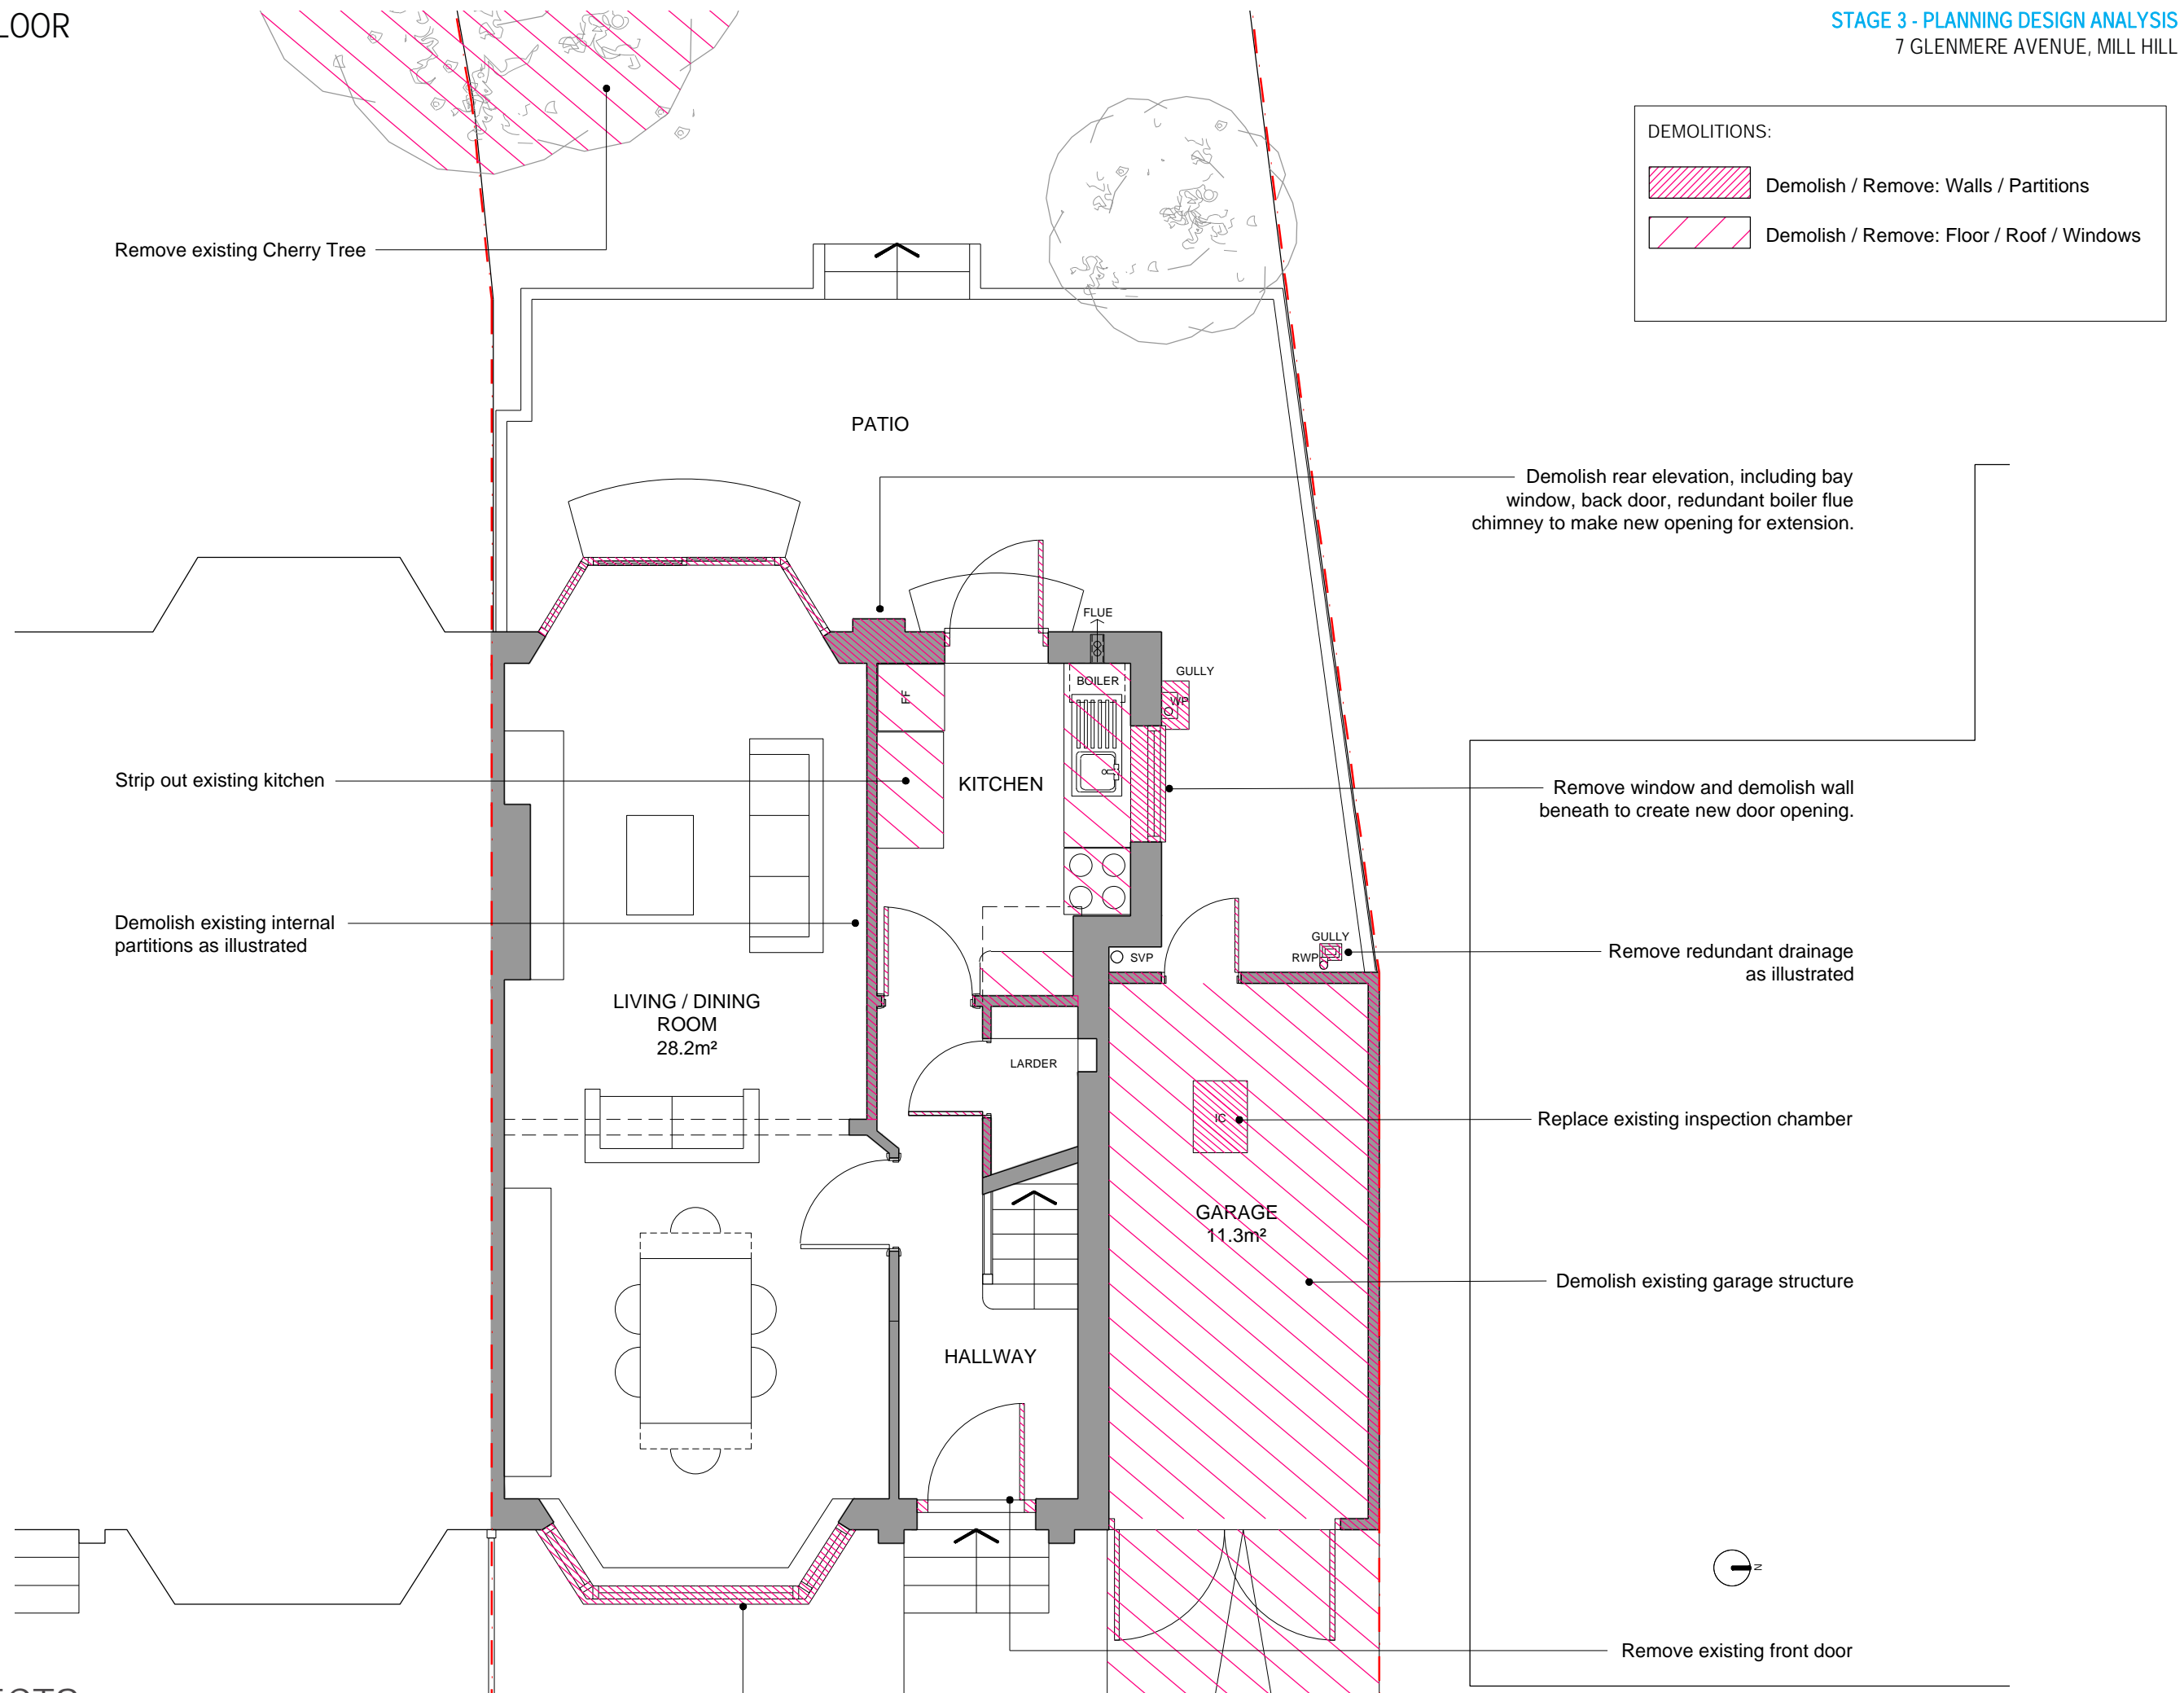 STAGE 3 - PLANNING DESIGN ANALYSIS
7 GLENMERE AVENUE, MILL HILL
DEMOLITIONS:
Demolish / Remove: Walls / Partitions
Demolish / Remove: Floor / Roof / Windows
Remove existing Cherry Tree
PATIO
Demolish rear elevation, including bay
window, back door, redundant boiler flue
chimney to make new opening for extension.
FLUE
GULLY
BOILER
WP
FF
Strip out existing kitchen
KITCHEN
Remove window and demolish wall
beneath to create new door opening.
Demolish existing internal
partitions as illustrated
GULLY
RWP
SVP
Remove redundant drainage
as illustrated
LIVING / DINING
ROOM
28.2m²
LARDER
IC
Replace existing inspection chamber
GARAGE
11.3m²
Demolish existing garage structure
HALLWAY
N
Remove existing front door